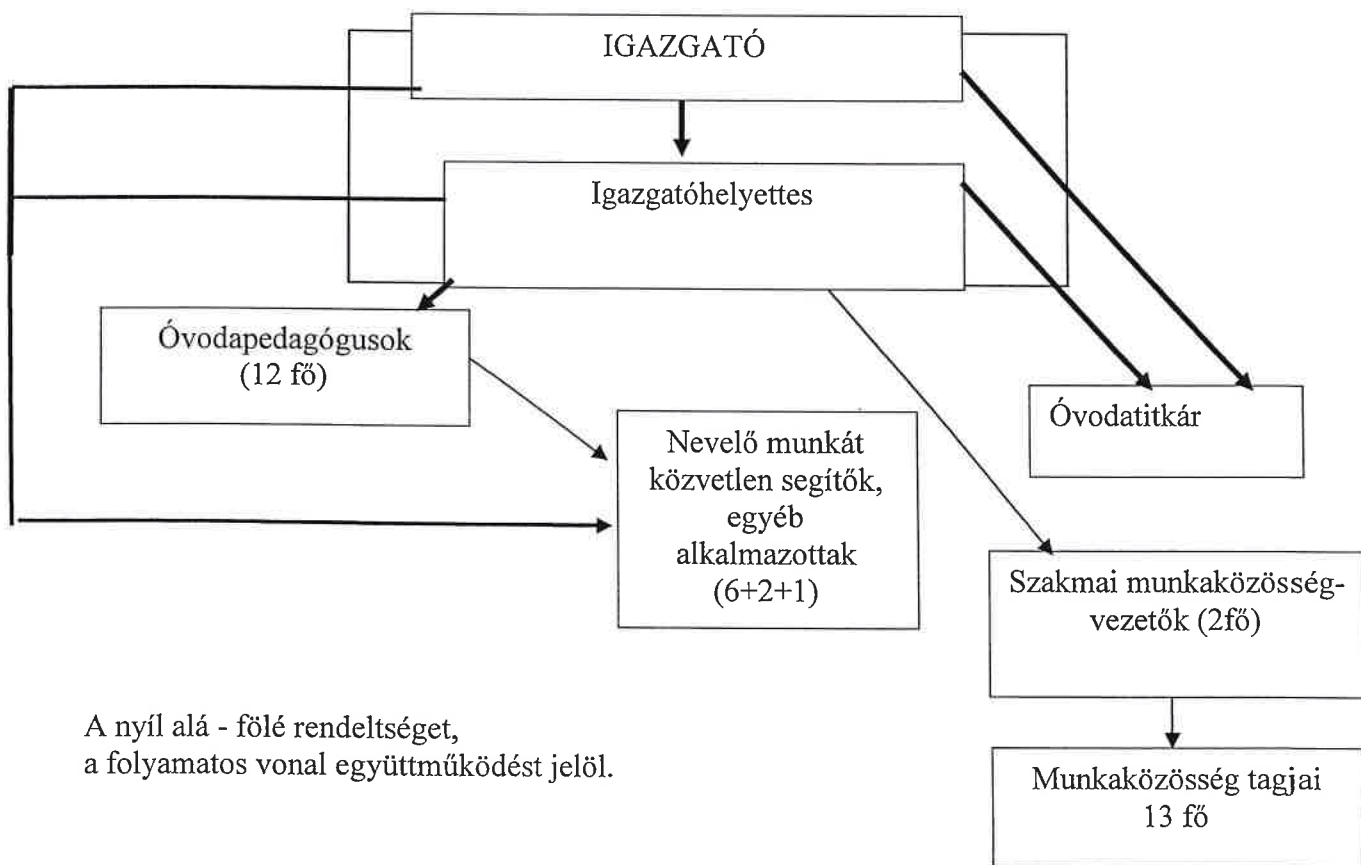 IGAZGATÓ
Igazgatóhelyettes
Óvodapedagógusok
(12 fő)
Óvodatitkár
Nevelő munkát
közvetlen segítők,
egyéb
alkalmazottak
(6+2+1)
Szakmai munkaközösség-
vezetők (2fő)
A nyíl alá - fölé rendeltséget,
a folyamatos vonal együttműködést jelöl.
Munkaközösség tagjai
13 fő